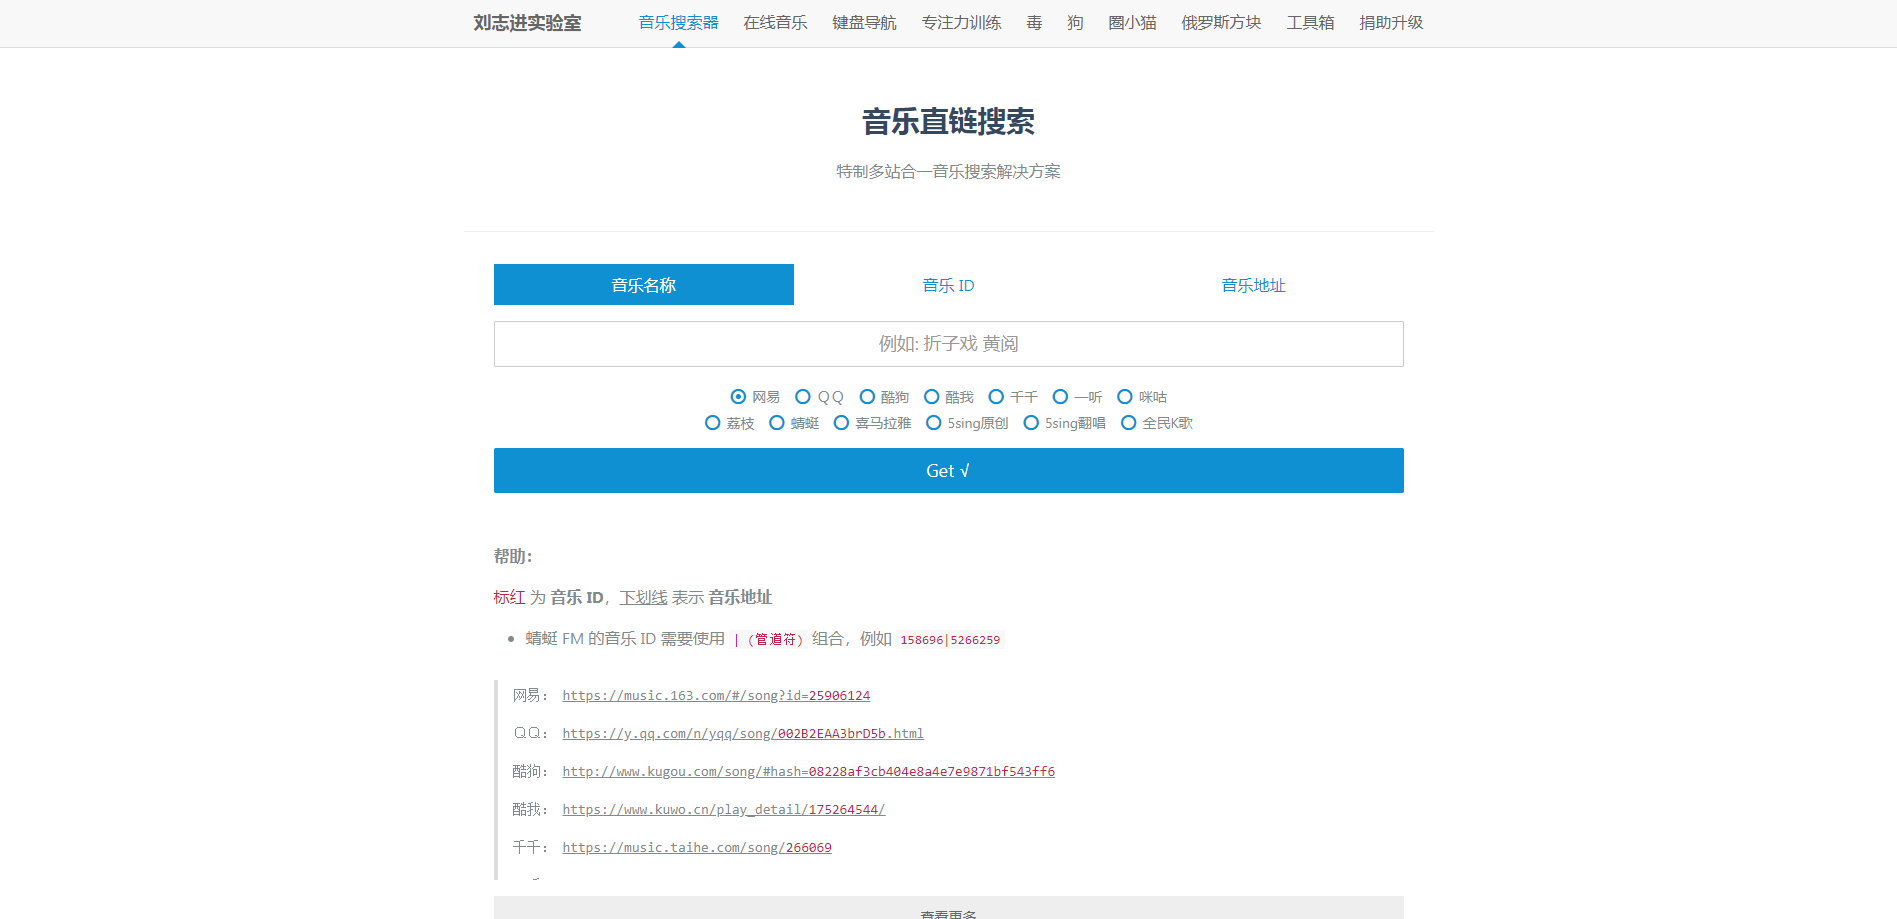 刘志进实验室 音乐搜索器 在线音乐 键盘导航 专注力训练 毒 狗 圈小猫 俄罗斯方块 工具箱 捐助升级
音乐直链搜索
特制多站合一音乐搜索解决方案
音乐名称 音乐 ID 音乐地址
例如: 折子戏 黄阅
网易 ＱＱ 酷狗 酷我 千千 一听 咪咕
荔枝 蜻蜓 喜马拉雅 5sing原创 5sing翻唱 全民K歌
Get √
帮助：
标红 为 音乐 ID，下划线 表示 音乐地址
蜻蜓 FM 的音乐 ID 需要使用 |（管道符）组合，例如 158696|5266259
网易： https://music.163.com/#/song?id=25906124
ＱＱ： https://y.qq.com/n/yqq/song/002B2EAA3brD5b.html
酷狗： http://www.kugou.com/song/#hash=08228af3cb404e8a4e7e9871bf543ff6
酷我： https://www.kuwo.cn/play_detail/175264544/
千千： https://music.taihe.com/song/266069
查看更多